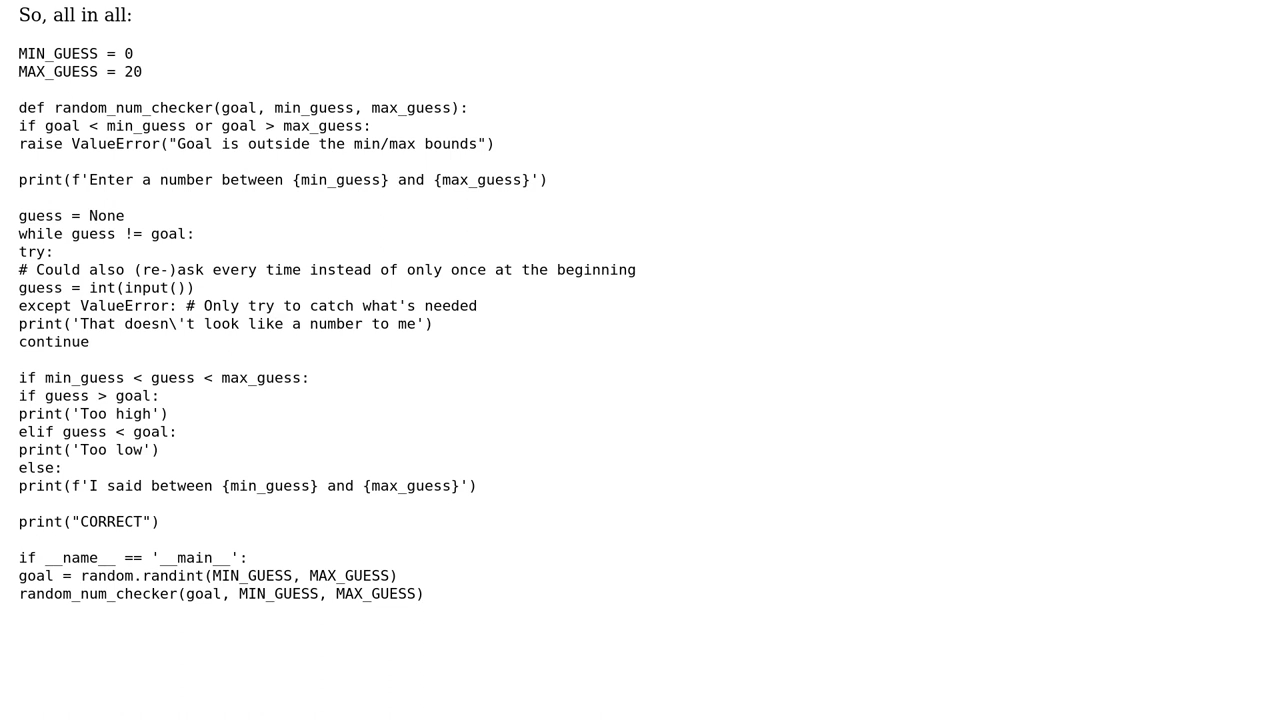 So, all in all:
MIN_GUESS = 0
MAX_GUESS = 20
def random_num_checker(goal, min_guess, max_guess):
if goal < min_guess or goal > max_guess:
raise ValueError("Goal is outside the min/max bounds")
print(f'Enter a number between {min_guess} and {max_guess}')
guess = None
while guess != goal:
try:
# Could also (re-)ask every time instead of only once at the beginning
guess = int(input())
except ValueError: # Only try to catch what's needed
print('That doesn\'t look like a number to me')
continue
if min_guess < guess < max_guess:
if guess > goal:
print('Too high')
elif guess < goal:
print('Too low')
else:
print(f'I said between {min_guess} and {max_guess}')
print("CORRECT")
if __name__ == '__main__':
goal = random.randint(MIN_GUESS, MAX_GUESS)
random_num_checker(goal, MIN_GUESS, MAX_GUESS)